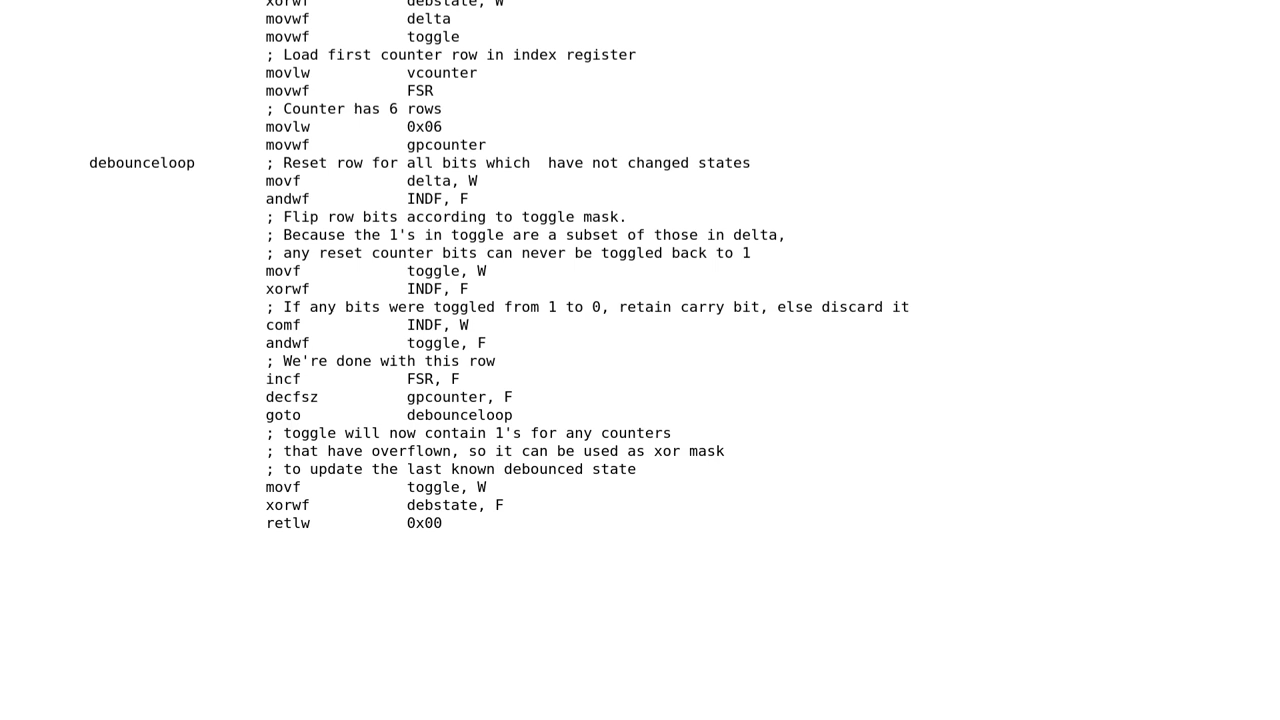 xorwf debstate, W
movwf delta
movwf toggle
; Load first counter row in index register
movlw vcounter
movwf FSR
; Counter has 6 rows
movlw 0x06
movwf gpcounter
debounceloop ; Reset row for all bits which  have not changed states
movf delta, W
andwf INDF, F
; Flip row bits according to toggle mask.
; Because the 1's in toggle are a subset of those in delta,
; any reset counter bits can never be toggled back to 1
movf toggle, W
xorwf INDF, F
; If any bits were toggled from 1 to 0, retain carry bit, else discard it
comf INDF, W
andwf toggle, F
; We're done with this row
incf FSR, F
decfsz gpcounter, F
goto debounceloop
; toggle will now contain 1's for any counters
; that have overflown, so it can be used as xor mask
; to update the last known debounced state
movf toggle, W
xorwf debstate, F
retlw 0x00